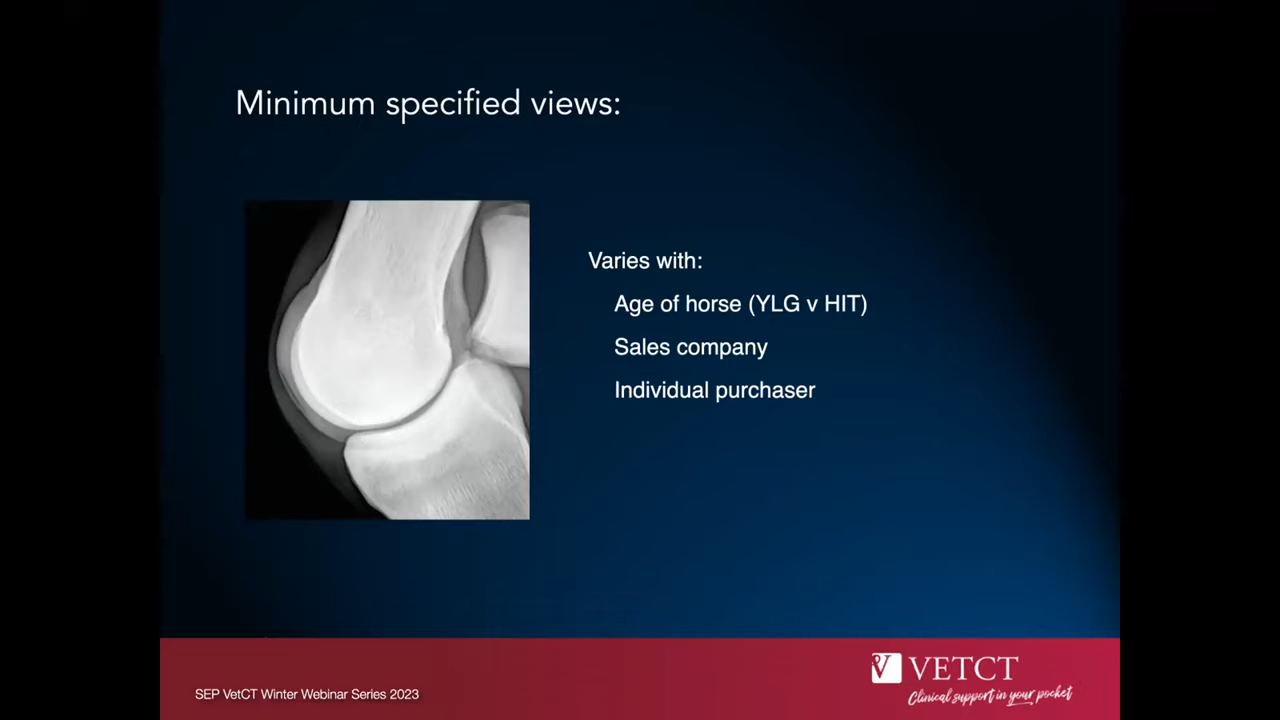 Minimum specified views:
Varies with:
Age of horse (YLG v HIT)
Sales company
Individual purchaser
SEP VetCT Winter Webinar Series 2023
V VETCT
Clinical support in your pocket